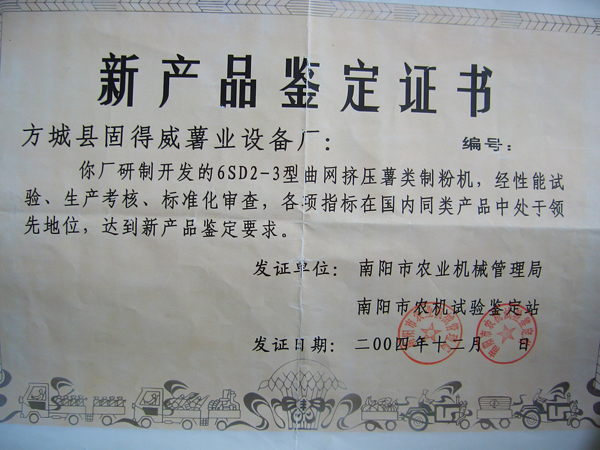 新产品鉴定证书
方城县固得威薯业设备厂： 编号：
你厂研制开发的6SD2-3型曲网挤压薯类制粉机，经性能试
验、生产考核、标准化审查，各项指标在国内同类产品中处于领
先地位，达到新产品鉴定要求。
发证单位： 南阳市农业机械管理局
南阳市农机试验鉴定站
发证日期：二00四年十二月 日